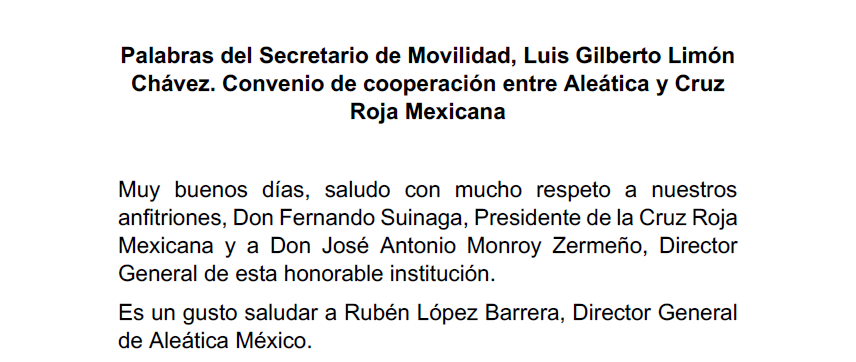 Palabras del Secretario de Movilidad, Luis Gilberto Limón
Chávez. Convenio de cooperación entre Aleática y Cruz
Roja Mexicana
Muy buenos días, saludo con mucho respeto a nuestros
anfitriones, Don Fernando Suinaga, Presidente de la Cruz Roja
Mexicana y a Don José Antonio Monroy Zermeño, Director
General de esta honorable institución.
Es un gusto saludar a Rubén López Barrera, Director General
de Aleática México.